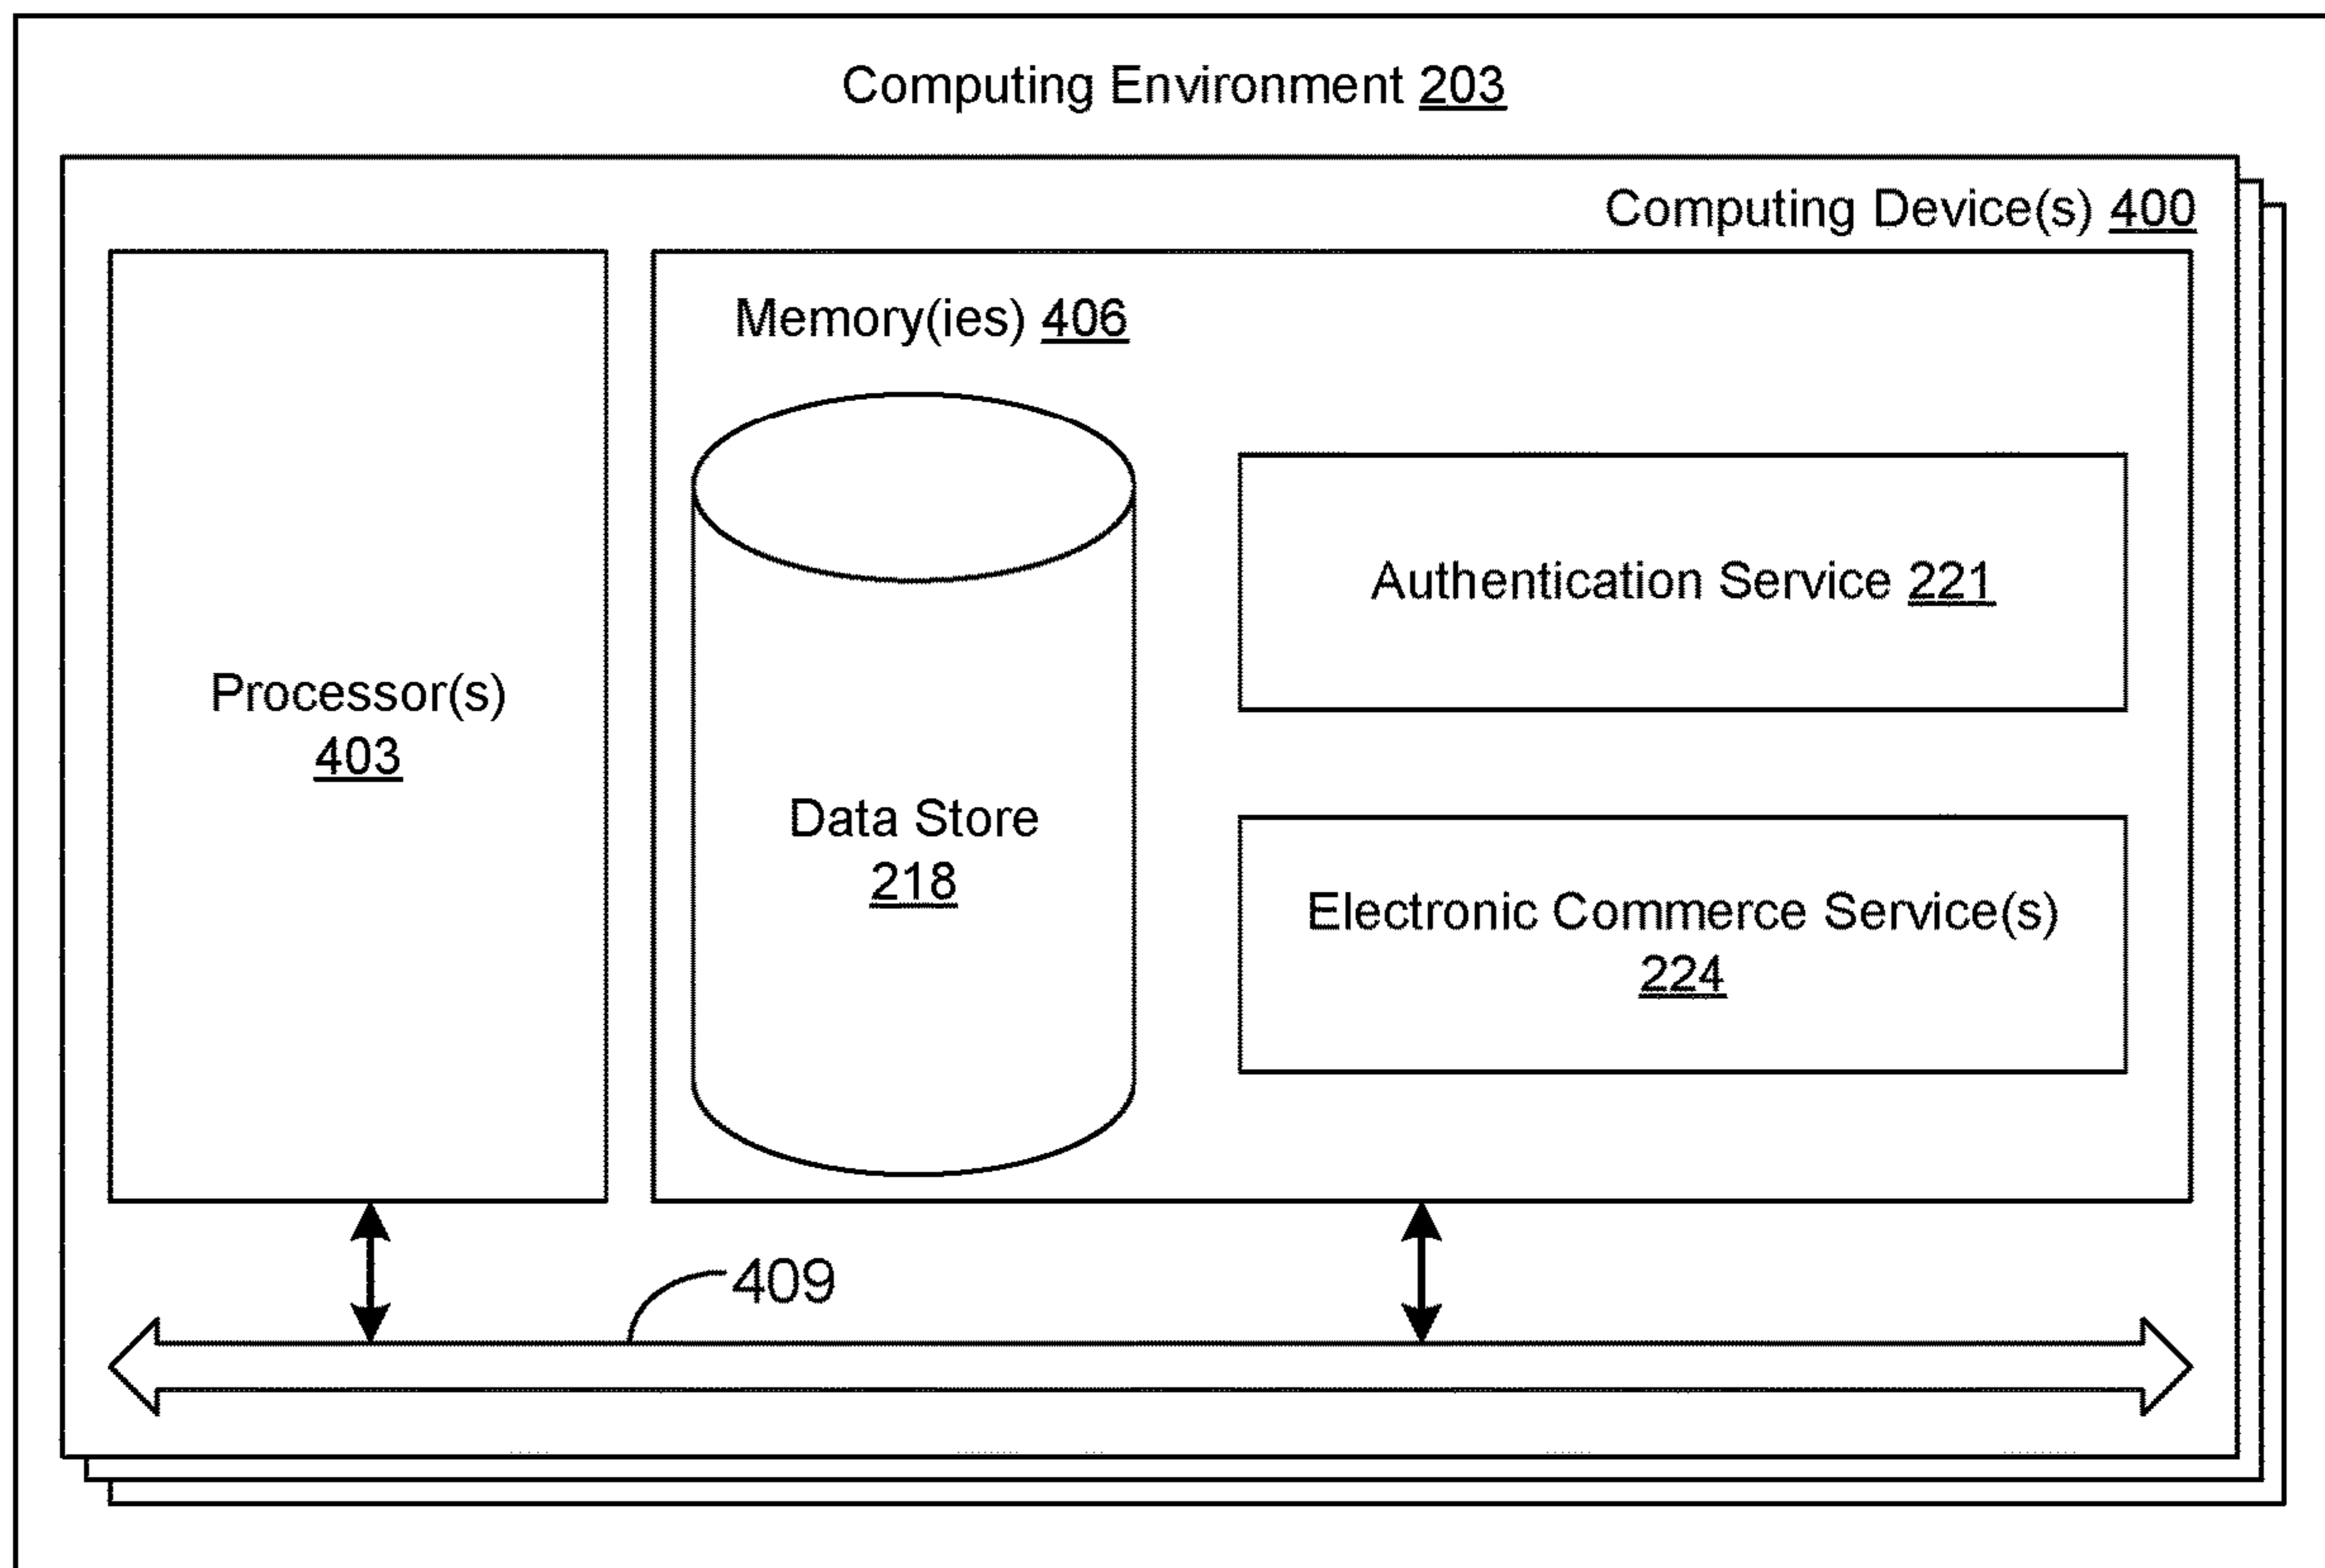 Computing Environment 203
Computing Device(s) 400
Memory(ies) 406
Authentication Service 221
Processor(s)
403
Data Store
218
Electronic Commerce Service(s)
224
409